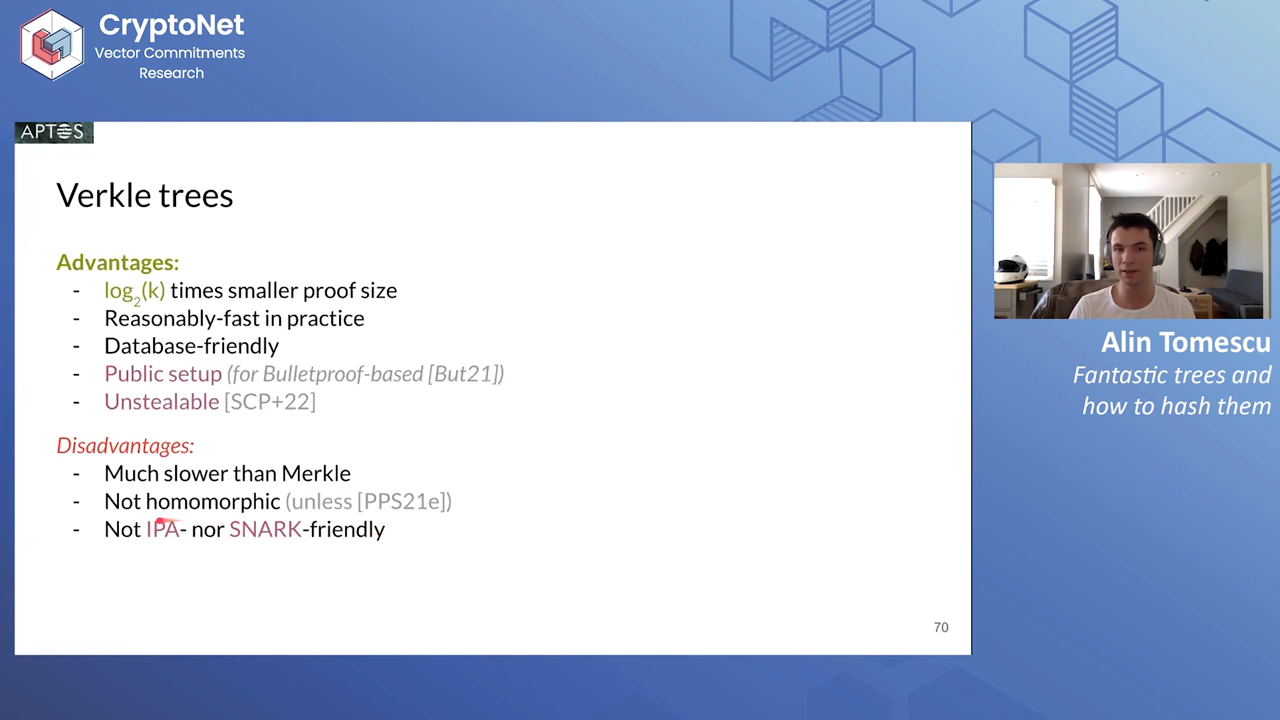 CryptoNet
Vector Commitments
Research
APTOS
Verkle trees
Advantages:
- log2(k) times smaller proof size
- Reasonably-fast in practice
- Database-friendly
- Public setup (for Bulletproof-based [But21])
- Unstealable [SCP+22]
Disadvantages:
- Much slower than Merkle
- Not homomorphic (unless [PPS21e])
- Not IPA- nor SNARK-friendly
70
Alin Tomescu
Fantastic trees and
how to hash them